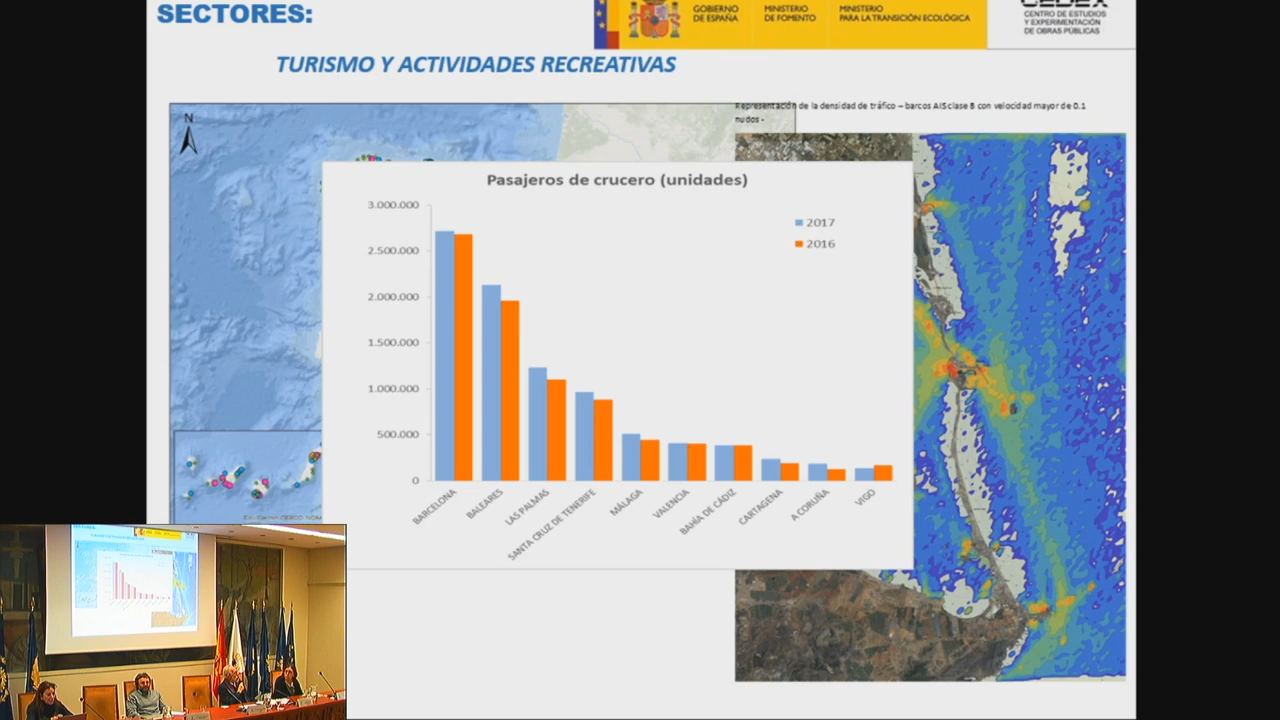 SECTORES:
GOBIERNO
DE ESPAÑA
MINISTERIO
DE FOMENTO
MINISTERIO
PARA LA TRANSICIÓN ECOLÓGICA
CEDEX
CENTRO DE ESTUDIOS
Y EXPERIMENTACIÓN
DE OBRAS PÚBLICAS
TURISMO Y ACTIVIDADES RECREATIVAS
Representación de la densidad de tráfico – barcos AIS clase B con velocidad mayor de 0.1
nudos -
N
Pasajeros de crucero (unidades)
3.000.000
2.500.000
2.000.000
1.500.000
1.000.000
500.000
0
2017
2016
BARCELONA
BALEARES
LAS PALMAS
SANTA CRUZ DE TENERIFE
MÁLAGA
VALENCIA
BAHÍA DE CÁDIZ
CARTAGENA
A CORUÑA
VIGO